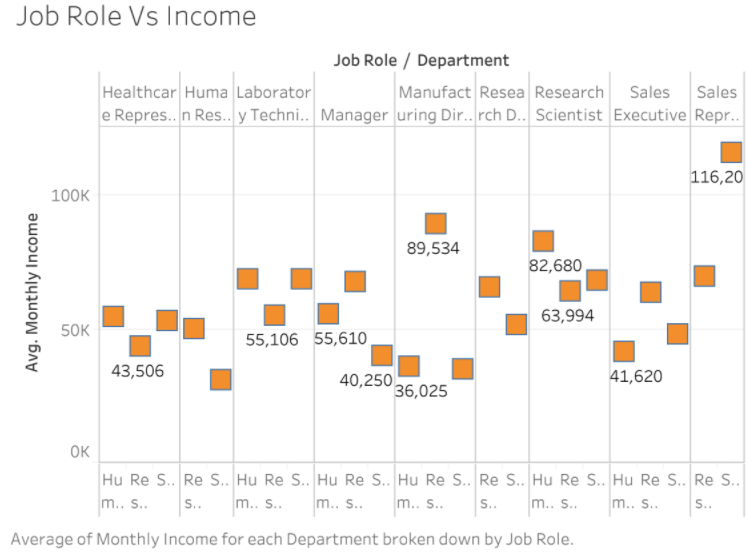 Job Role Vs Income
Job Role / Department
Healthcar Huma Laborator Manufact Resea Research Sales Sales
e Repres.. n Res.. y Techni.. Manager uring Dir.. rch D.. Scientist Executive Repr..
Avg. Monthly Income
116,20
100K
89,534
82,680
63,994
50K
55,106 55,610
43,506
40,250 36,025 41,620
0K
Hu Re S.. Re S.. Hu Re S.. Hu Re S.. Hu Re S.. Re S.. Hu Re S.. Hu Re S.. Re S..
m.. s.. s.. m.. s.. m.. s.. m.. s.. s.. m.. s.. m.. s.. s..
Average of Monthly Income for each Department broken down by Job Role.